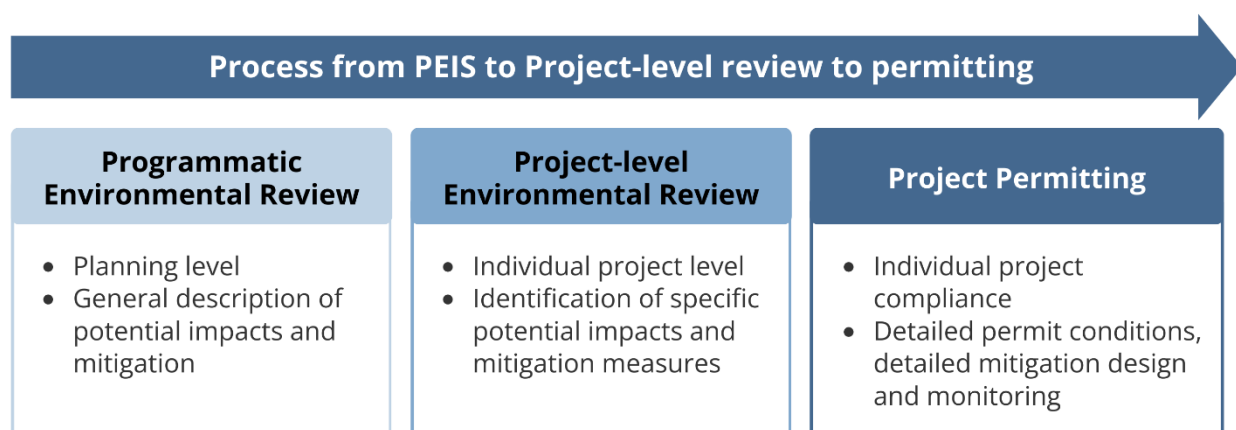 Process from PEIS to Project-level review to permitting
Programmatic
Environmental Review
• Planning level
• General description of
potential impacts and
mitigation
Project-level
Environmental Review
• Individual project level
• Identification of specific
potential impacts and
mitigation measures
Project Permitting
• Individual project
compliance
• Detailed permit conditions,
detailed mitigation design
and monitoring